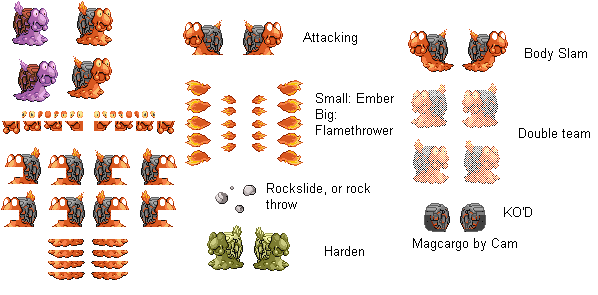 Attacking
Body Slam
Small: Ember
Big:
Flamethrower
Double team
Rockslide, or rock
throw
KO'D
Magcargo by Cam
Harden